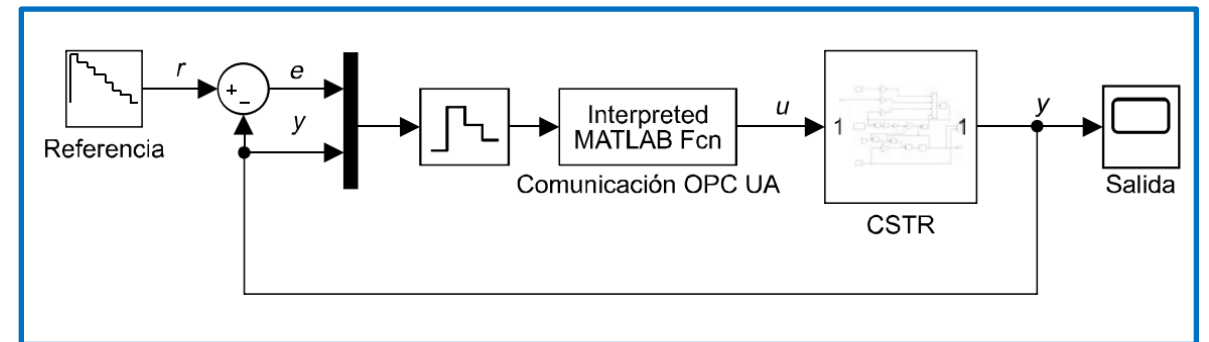 r
e
y
+
−
Referencia
Interpreted
MATLAB Fcn
Comunicación OPC UA
u
1
1
CSTR
y
Salida